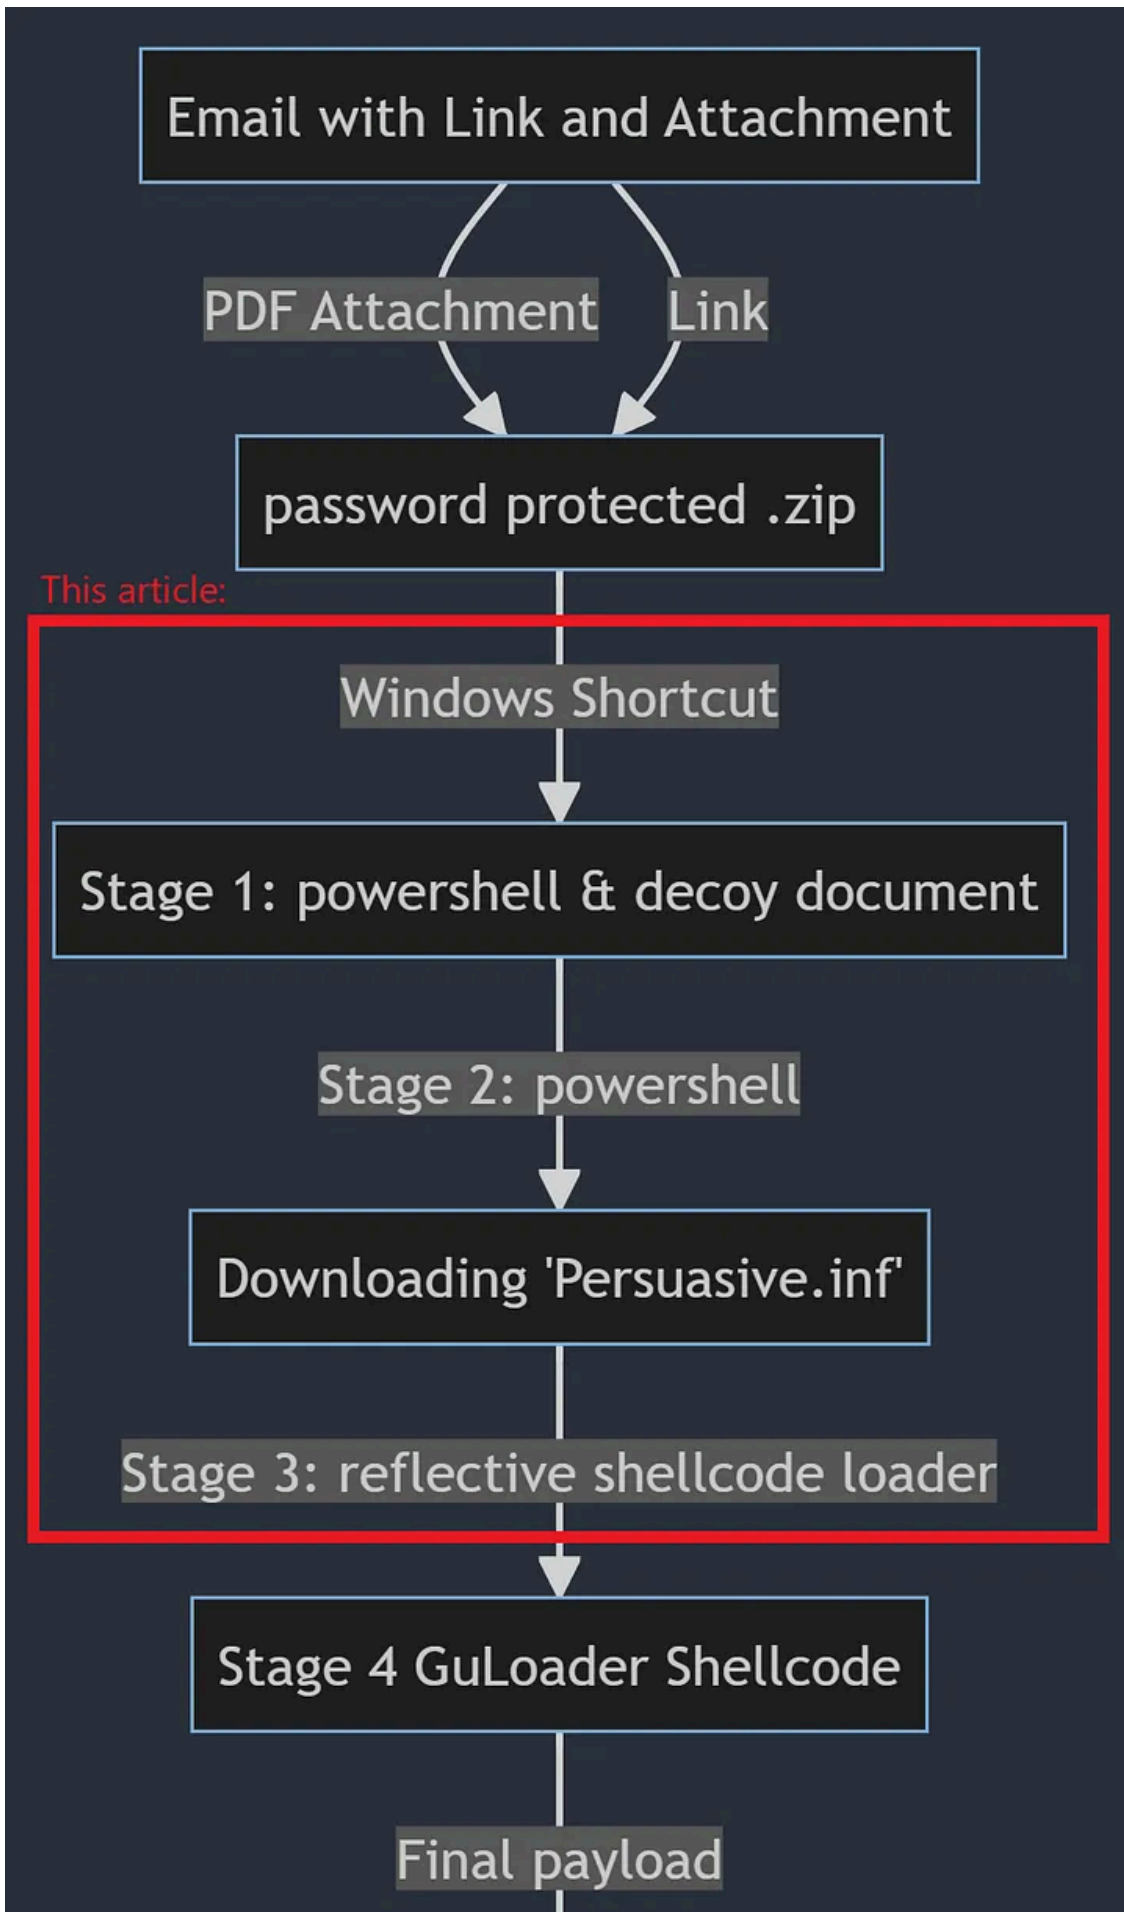 Email with Link and Attachment
PDF Attachment
Link
password protected .zip
This article:
Windows Shortcut
Stage 1: powershell & decoy document
Stage 2: powershell
Downloading 'Persuasive.inf'
Stage 3: reflective shellcode loader
Stage 4 GuLoader Shellcode
Final payload